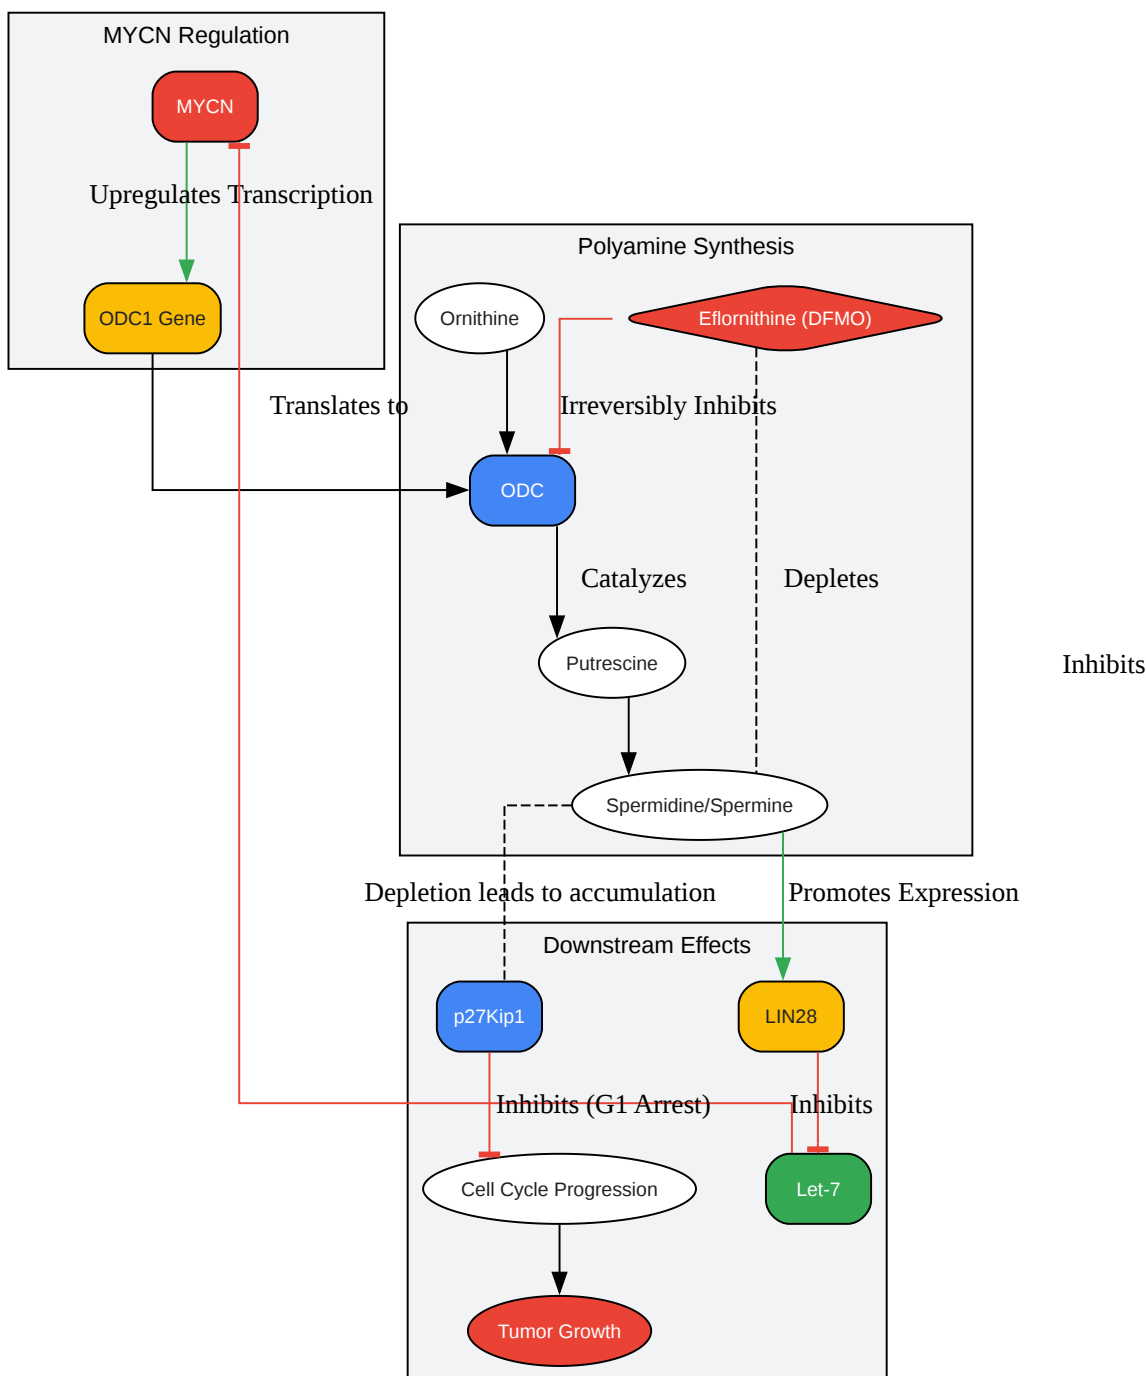 MYCN Regulation
MYCN
Upregulates Transcription
Polyamine Synthesis
ODC1 Gene
Ornithine
Eflornithine (DFMO)
Translates to
Irreversibly Inhibits
ODC
Catalyzes
Depletes
Putrescine
Inhibits
Spermidine/Spermine
Depletion leads to accumulation
Promotes Expression
Downstream Effects
p27Kip1
LIN28
Inhibits (G1 Arrest)
Inhibits
Cell Cycle Progression
Let-7
Tumor Growth